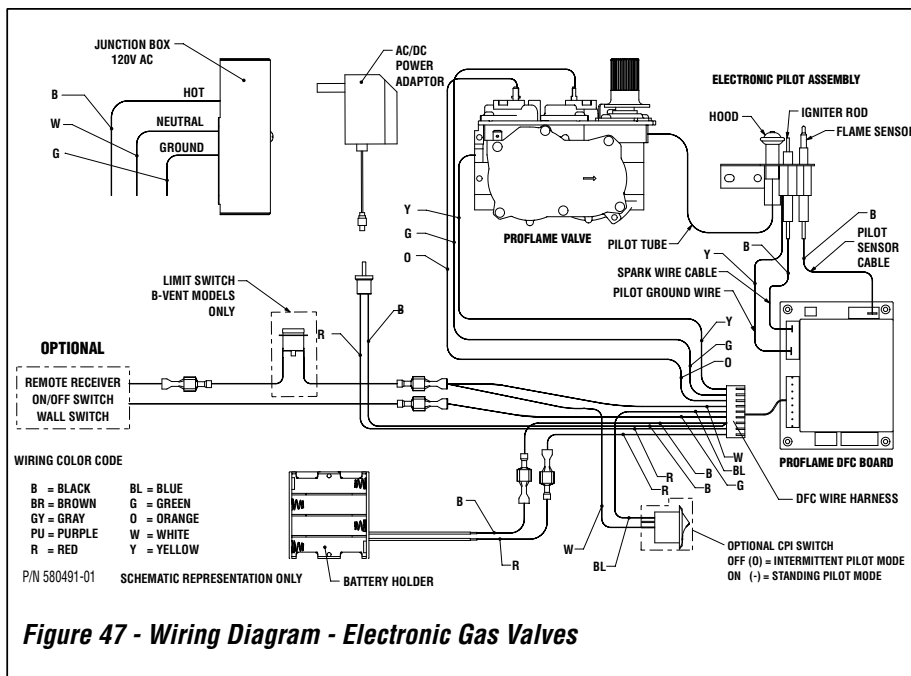 JUNCTION BOX
120V AC
B
HOT
W
NEUTRAL
G
GROUND
AC/DC
POWER
ADAPTOR
PROFLAME VALVE
ELECTRONIC PILOT ASSEMBLY
HOOD
IGNITER ROD
FLAME SENSOR
Y
G
O
PILOT TUBE
B
PILOT
SENSOR
CABLE
B
Y
SPARK WIRE CABLE
PILOT GROUND WIRE
LIMIT SWITCH
B-VENT MODELS
ONLY
R
B
Y
G
O
OPTIONAL
REMOTE RECEIVER
ON/OFF SWITCH
WALL SWITCH
W
BL
G
R
B
R
B
PROFLAME DFC BOARD
DFC WIRE HARNESS
WIRING COLOR CODE
B = BLACK
BR = BROWN
GY = GRAY
PU = PURPLE
R = RED
BL = BLUE
G = GREEN
O = ORANGE
W = WHITE
Y = YELLOW
B
R
W
BL
OPTIONAL CPI SWITCH
OFF (O) = INTERMITTENT PILOT MODE
ON (-) = STANDING PILOT MODE
P/N 580491-01
SCHEMATIC REPRESENTATION ONLY
BATTERY HOLDER
Figure 47 - Wiring Diagram - Electronic Gas Valves